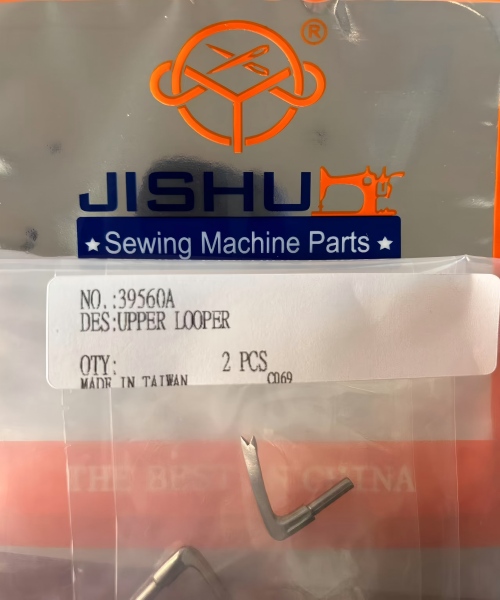 ®
JISHU
★Sewing Machine Parts★
NO.:39560A
DES:UPPER LOOPER
QTY: 2 PCS
MADE IN TAIWAN C069
THE BEST IN CHINA